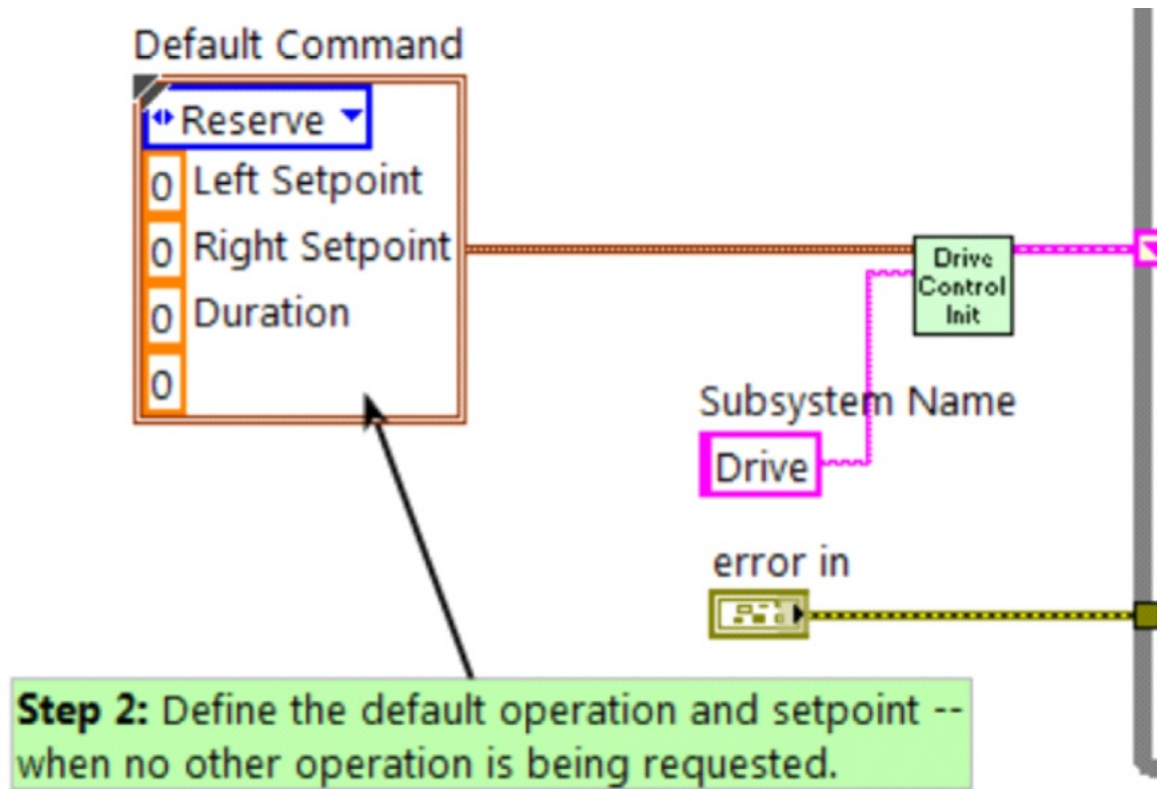 Default Command
Reserve
0 Left Setpoint
0 Right Setpoint
0 Duration
0
Drive
Control
Init
Subsystem Name
Drive
error in
Step 2: Define the default operation and setpoint --
when no other operation is being requested.